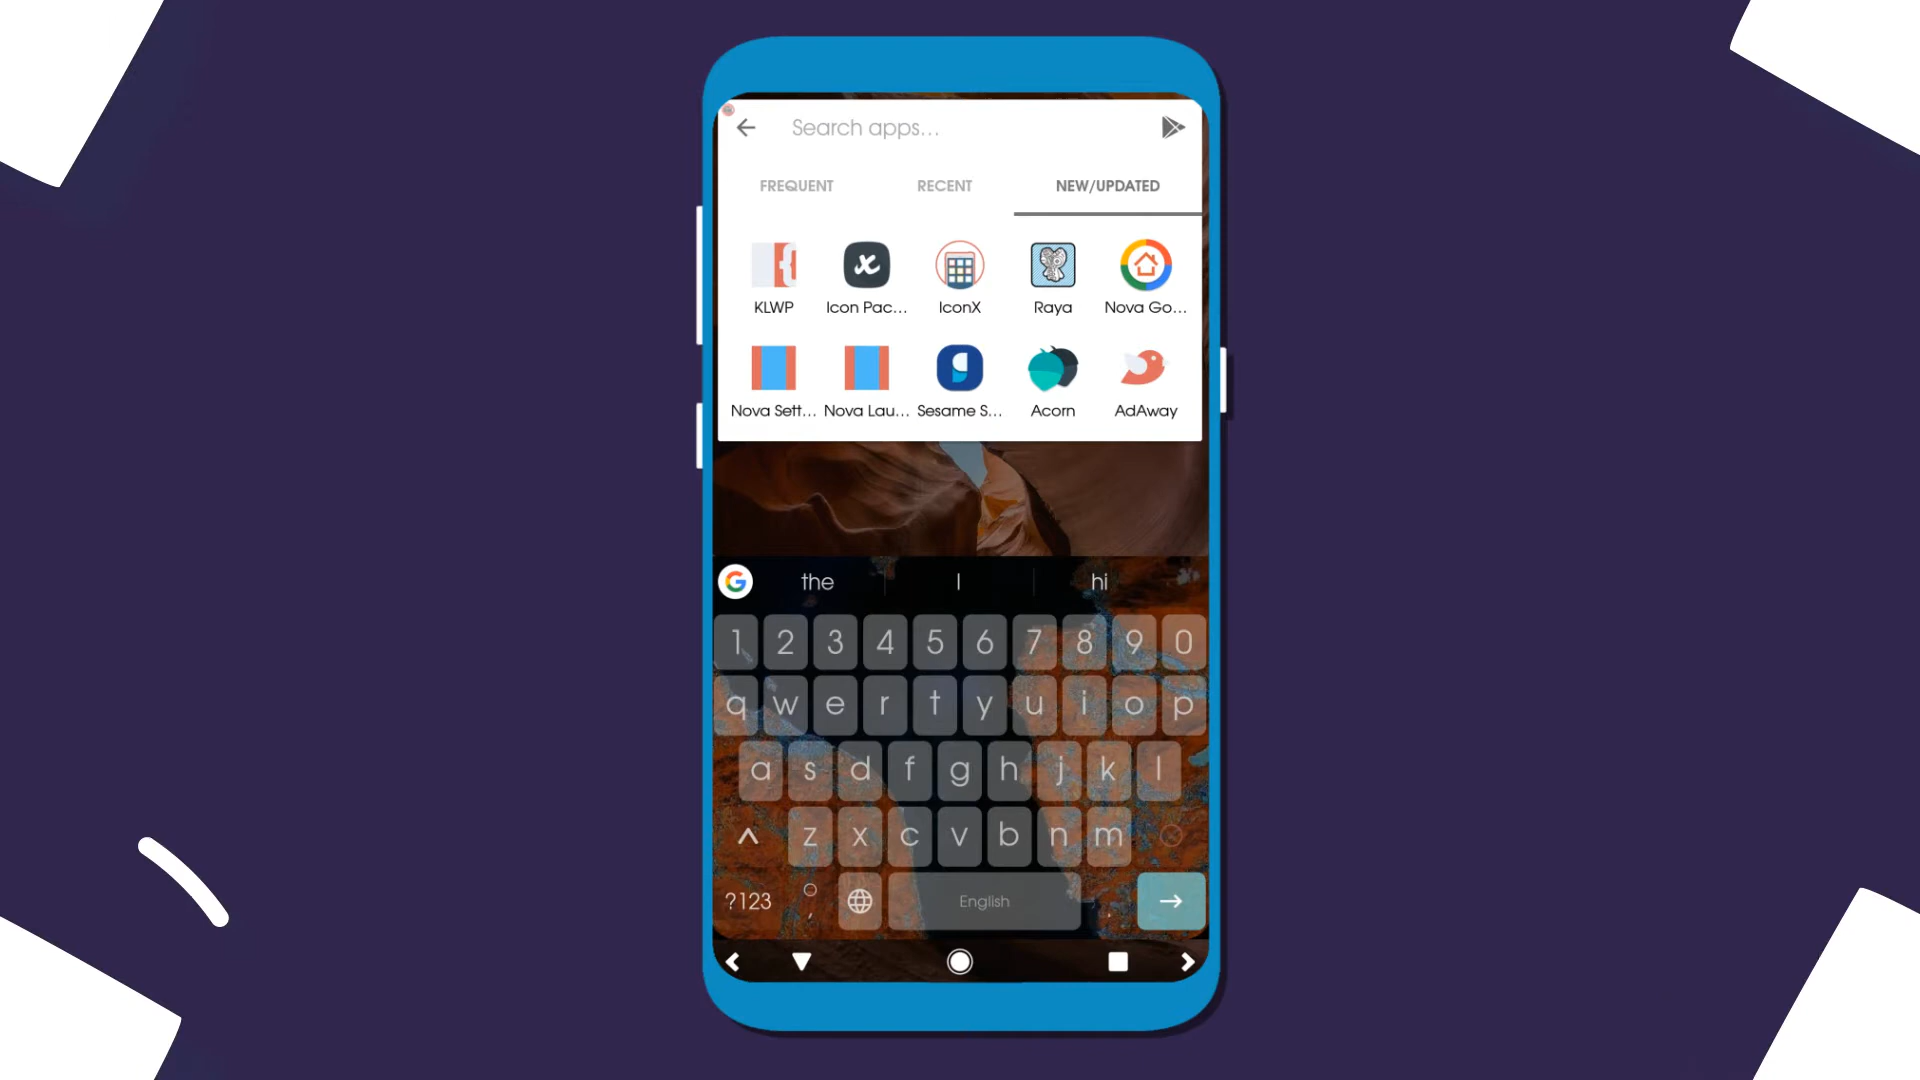 Search apps...
FREQUENT RECENT NEW/UPDATED
KLWP Icon Pac... IconX Raya Nova Go...
Nova Sett... Nova Lau... Sesame S... Acorn AdAway
the I hi
1 2 3 4 5 6 7 8 9 0
q w e r t y u i o p
a s d f g h j k l
z x c v b n m
?123 , English .